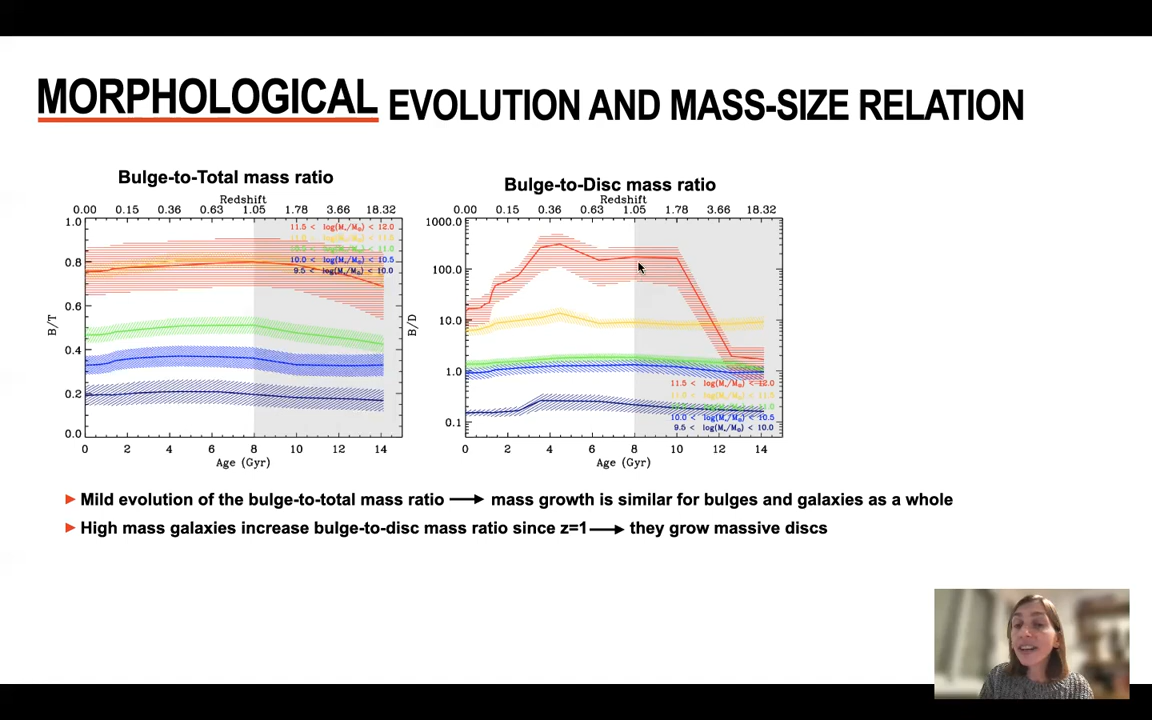 MORPHOLOGICAL EVOLUTION AND MASS-SIZE RELATION
Bulge-to-Total mass ratio
Redshift
0.00 0.15 0.36 0.63 1.05 1.78 3.66 18.32
1.0
0.8
0.6
0.4
0.2
0.0
B/T
11.5 < log(M*/M⊙) < 12.0
10.0 < log(M*/M⊙) < 10.5
9.5 < log(M*/M⊙) < 10.0
0 2 4 6 8 10 12 14
Age (Gyr)
Bulge-to-Disc mass ratio
Redshift
0.00 0.15 0.36 0.63 1.05 1.78 3.66 18.32
1000.0
100.0
10.0
1.0
0.1
B/D
11.5 < log(M*/M⊙) < 12.0
10.0 < log(M*/M⊙) < 10.5
9.5 < log(M*/M⊙) < 10.0
0 2 4 6 8 10 12 14
Age (Gyr)
Mild evolution of the bulge-to-total mass ratio → mass growth is similar for bulges and galaxies as a whole
High mass galaxies increase bulge-to-disc mass ratio since z=1 → they grow massive discs